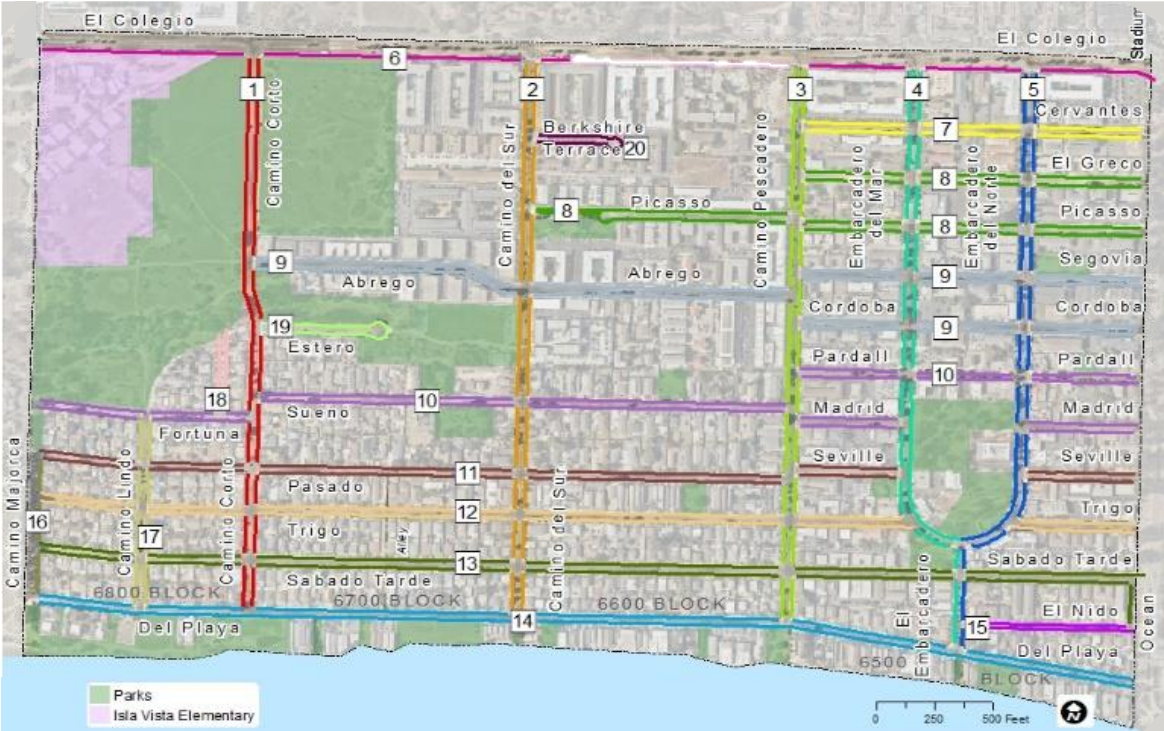 El Colegio
El Colegio
Stadium
6
1
2
3
4
5
Cervantes
Camino Corto
Camino del Sur
Berkshire
Terrace
20
Camino Pescadero
7
Embarcadero
del Mar
Embarcadero
del Norte
El Greco
8
8
Picasso
8
Picasso
Segovia
9
Abrego
Abrego
9
Cordoba
Cordoba
9
19
Estero
Pardall
Pardall
10
18
Sueno
10
Madrid
Madrid
Fortuna
Camino Majorca
Camino Lindo
Camino Corto
11
Pasado
Camino del Sur
Seville
Seville
16
12
Trigo
Trigo
17
Alley
13
Sabado Tarde
Sabado Tarde
6800 BLOCK
6700 BLOCK
6600 BLOCK
El
Embarcadero
El Nido
Ocean
Del Playa
14
15
Del Playa
6500
BLOCK
Parks
Isla Vista Elementary
0 250 500 Feet
N